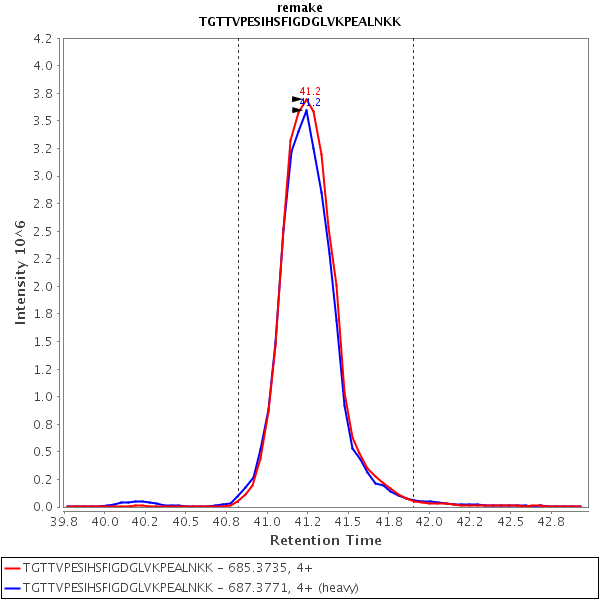 remake
TGTTVPESIHSFIGDGLVKPEALNKK
4.2
4.0
3.8
3.5
3.2
3.0
2.8
2.5
2.2
2.0
1.8
1.5
1.2
1.0
0.8
0.5
0.2
0.0
Intensity 10^6
41.2
41.2
39.8 40.0 40.2 40.5 40.8 41.0 41.2 41.5 41.8 42.0 42.2 42.5 42.8
Retention Time
TGTTVPESIHSFIGDGLVKPEALNKK - 685.3735, 4+
TGTTVPESIHSFIGDGLVKPEALNKK - 687.3771, 4+ (heavy)